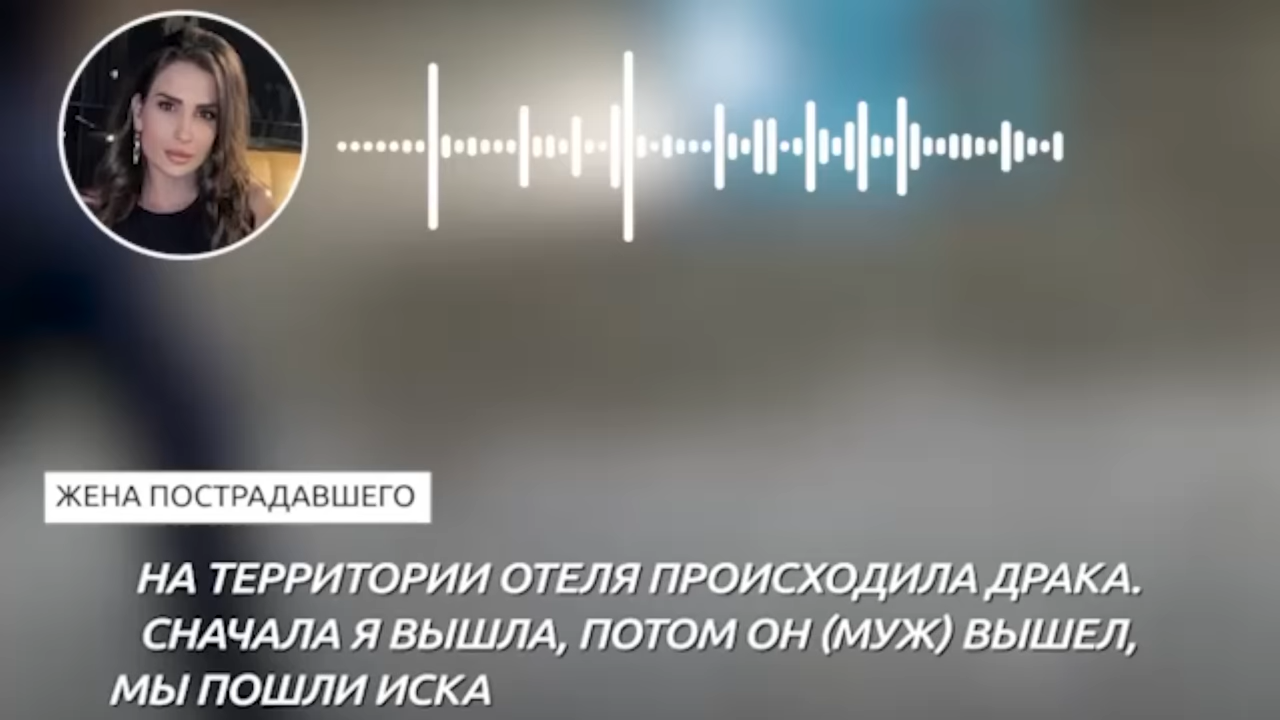 ЖЕНА ПОСТРАДАВШЕГО
НА ТЕРРИТОРИИ ОТЕЛЯ ПРОИСХОДИЛА ДРАКА.
СНАЧАЛА Я ВЫШЛА, ПОТОМ ОН (МУЖ) ВЫШЕЛ,
МЫ ПОШЛИ ИСКА